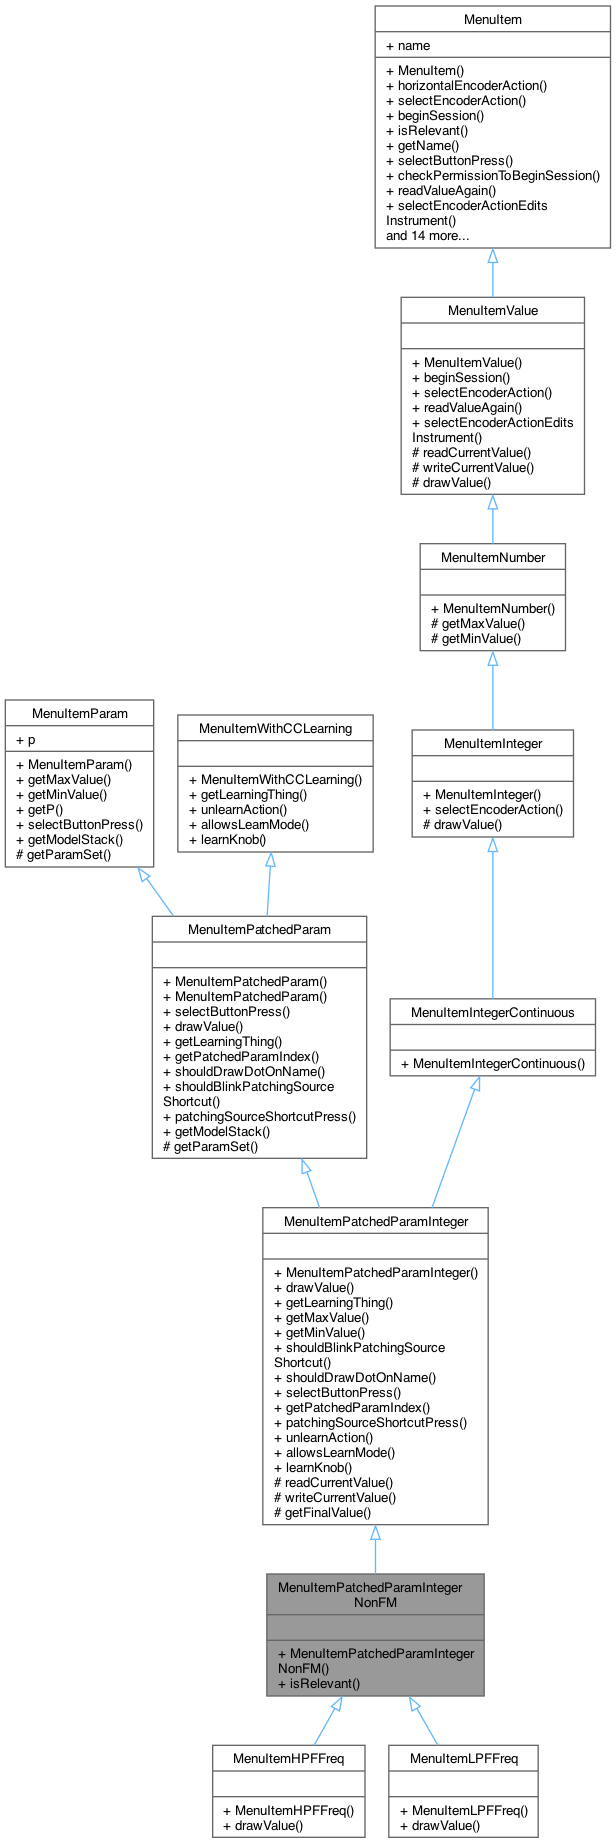 MenuItem
+ name
+ MenuItem()
+ horizontalEncoderAction()
+ selectEncoderAction()
+ beginSession()
+ isRelevant()
+ getName()
+ selectButtonPress()
+ checkPermissionToBeginSession()
+ readValueAgain()
+ selectEncoderActionEdits
Instrument()
and 14 more...
MenuItemValue
+ MenuItemValue()
+ beginSession()
+ selectEncoderAction()
+ readValueAgain()
+ selectEncoderActionEdits
Instrument()
# readCurrentValue()
# writeCurrentValue()
# drawValue()
MenuItemNumber
+ MenuItemNumber()
# getMaxValue()
# getMinValue()
MenuItemParam
+ p
+ MenuItemParam()
+ getMaxValue()
+ getMinValue()
+ getP()
+ selectButtonPress()
+ getModelStack()
# getParamSet()
MenuItemWithCCLearning
+ MenuItemWithCCLearning()
+ getLearningThing()
+ unlearnAction()
+ allowsLearnMode()
+ learnKnob()
MenuItemInteger
+ MenuItemInteger()
+ selectEncoderAction()
# drawValue()
MenuItemPatchedParam
+ MenuItemPatchedParam()
+ MenuItemPatchedParam()
+ selectButtonPress()
+ drawValue()
+ getLearningThing()
+ getPatchedParamIndex()
+ shouldDrawDotOnName()
+ shouldBlinkPatchingSource
Shortcut()
+ patchingSourceShortcutPress()
+ getModelStack()
# getParamSet()
MenuItemIntegerContinuous
+ MenuItemIntegerContinuous()
MenuItemPatchedParamInteger
+ MenuItemPatchedParamInteger()
+ drawValue()
+ getLearningThing()
+ getMaxValue()
+ getMinValue()
+ shouldBlinkPatchingSource
Shortcut()
+ shouldDrawDotOnName()
+ selectButtonPress()
+ getPatchedParamIndex()
+ patchingSourceShortcutPress()
+ unlearnAction()
+ allowsLearnMode()
+ learnKnob()
# readCurrentValue()
# writeCurrentValue()
# getFinalValue()
MenuItemPatchedParamInteger
NonFM
+ MenuItemPatchedParamInteger
NonFM()
+ isRelevant()
MenuItemHPFFreq
+ MenuItemHPFFreq()
+ drawValue()
MenuItemLPFFreq
+ MenuItemLPFFreq()
+ drawValue()